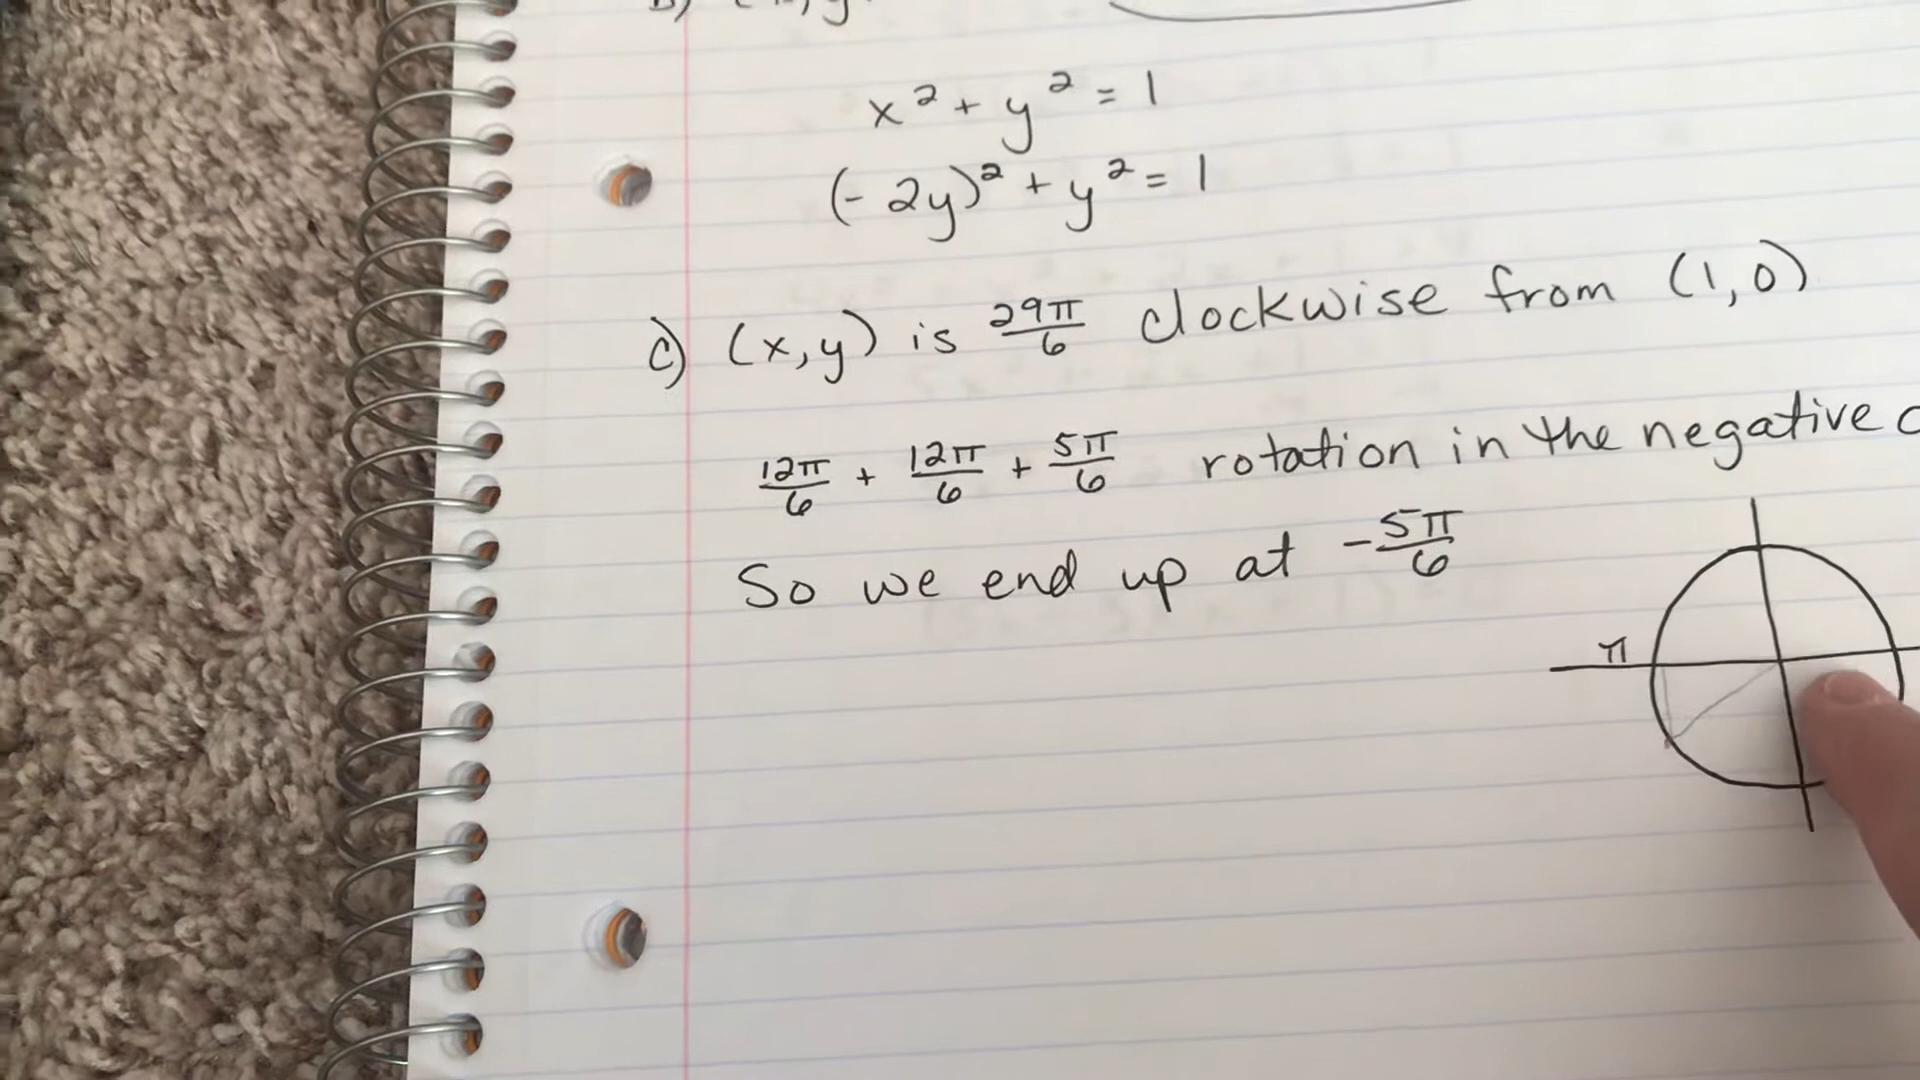 x² + y² = 1
(-2y)² + y² = 1
c) (x,y) is 29π/6 clockwise from (1,0)
12π/6 + 12π/6 + 5π/6 rotation in the negative
So we end up at -5π/6
π